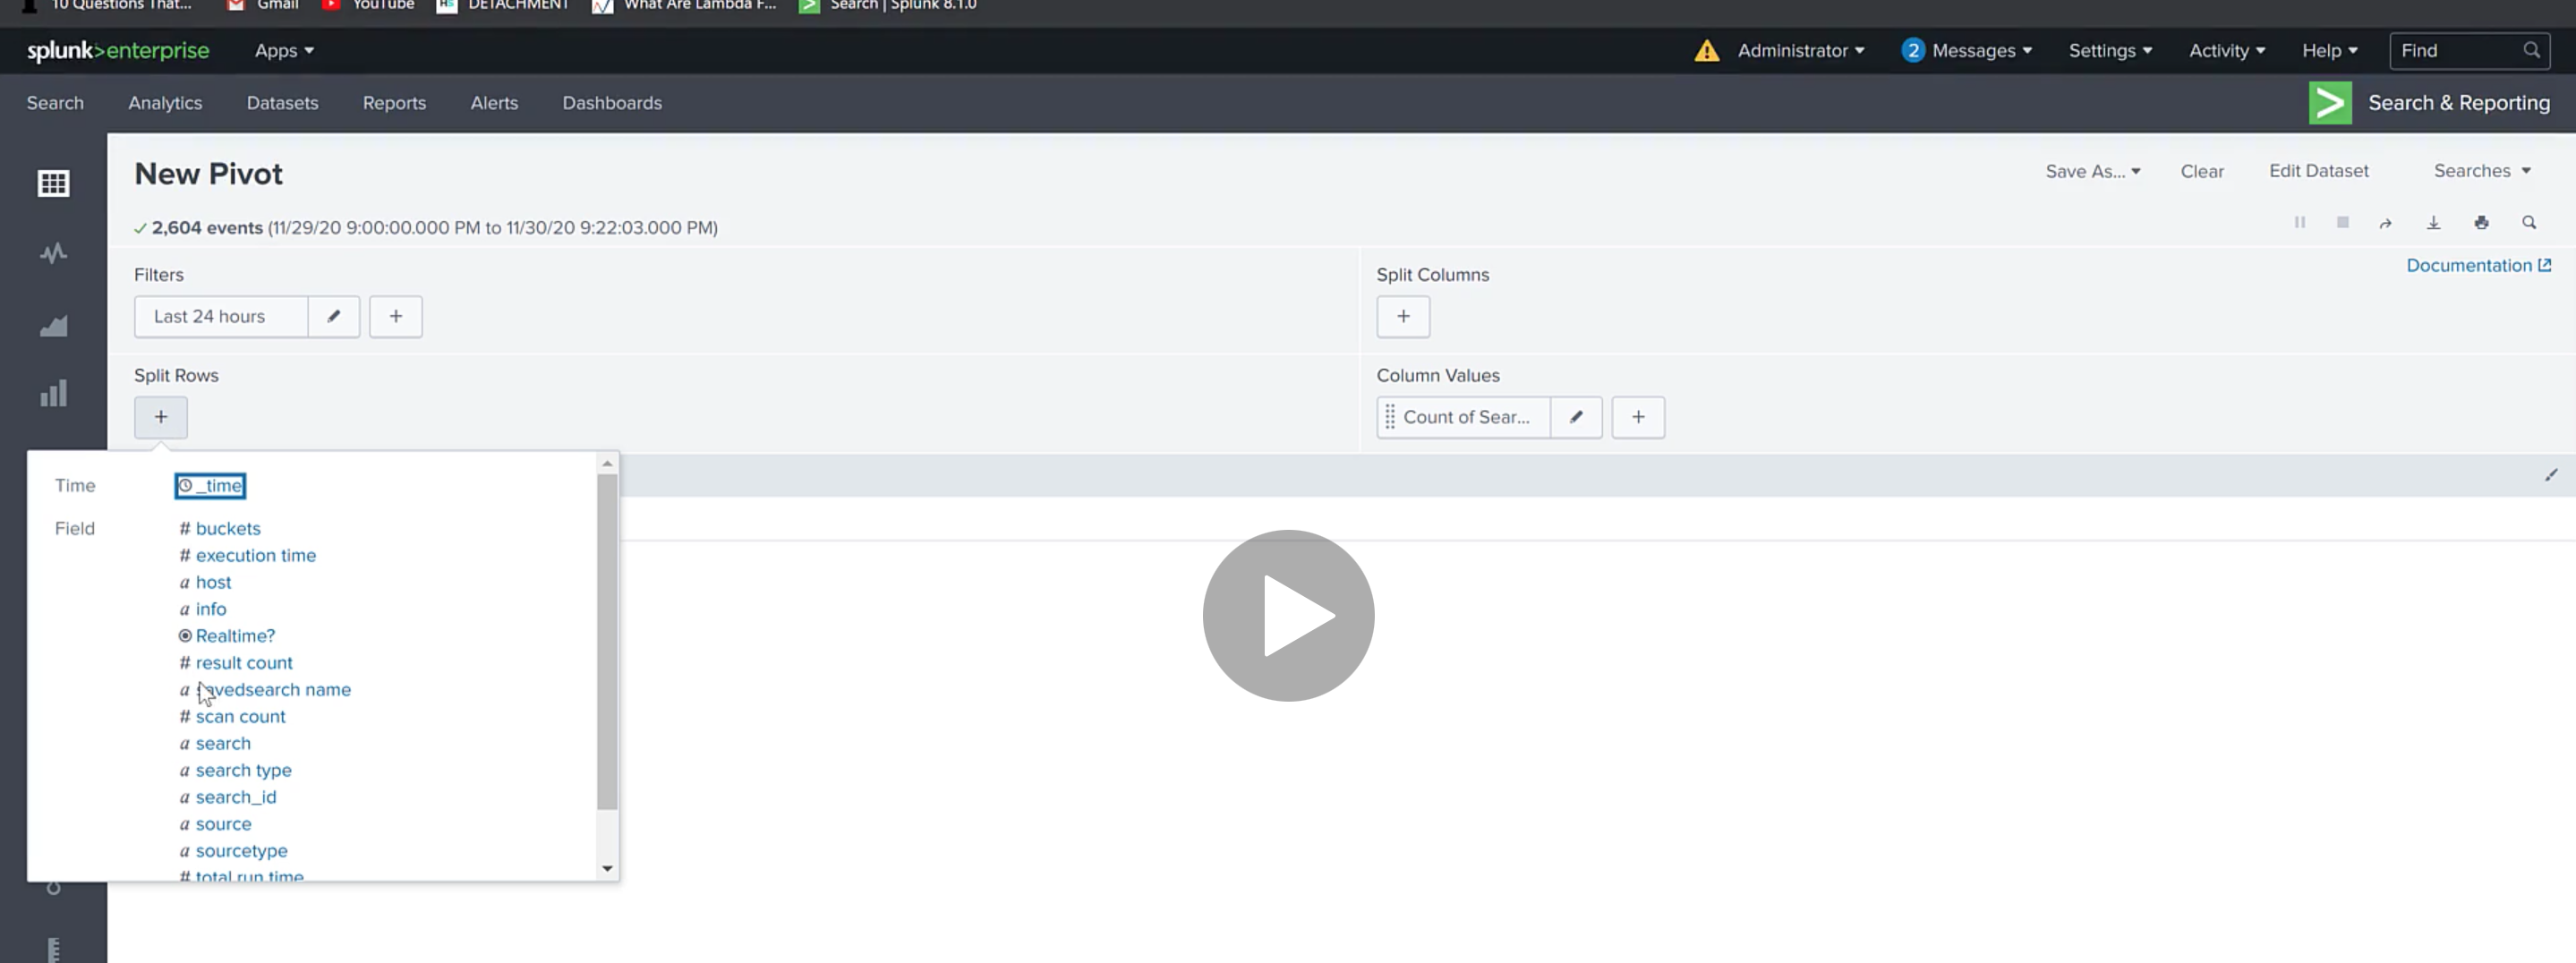 10 Questions That... Gmail YouTube DETACHMENT What Are Lambda F... Search | Splunk 8.1.0
splunk>enterprise Apps Administrator 2 Messages Settings Activity Help Find
Search Analytics Datasets Reports Alerts Dashboards Search & Reporting
New Pivot Save As... Clear Edit Dataset Searches
2,604 events (11/29/20 9:00:00.000 PM to 11/30/20 9:22:03.000 PM)
Filters Split Columns Documentation
Last 24 hours + +
Split Rows Column Values
+ Count of Sear... +
Time _time
Field # buckets
# execution time
a host
a info
Realtime?
# result count
a savedsearch name
# scan count
a search
a search type
a search_id
a source
a sourcetype
# total run time